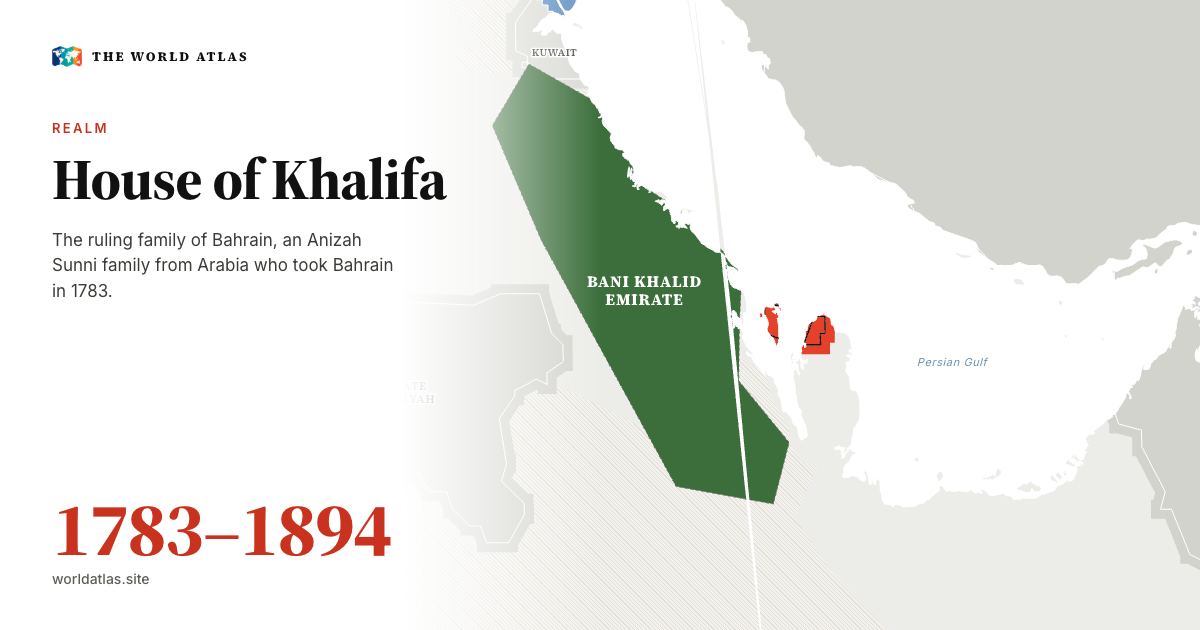 THE WORLD ATLAS
REALM
House of Khalifa
The ruling family of Bahrain, an Anizah
Sunni family from Arabia who took Bahrain
in 1783.
1783–1894
worldatlas.site
KUWAIT
BANI KHALID
EMIRATE
Persian Gulf